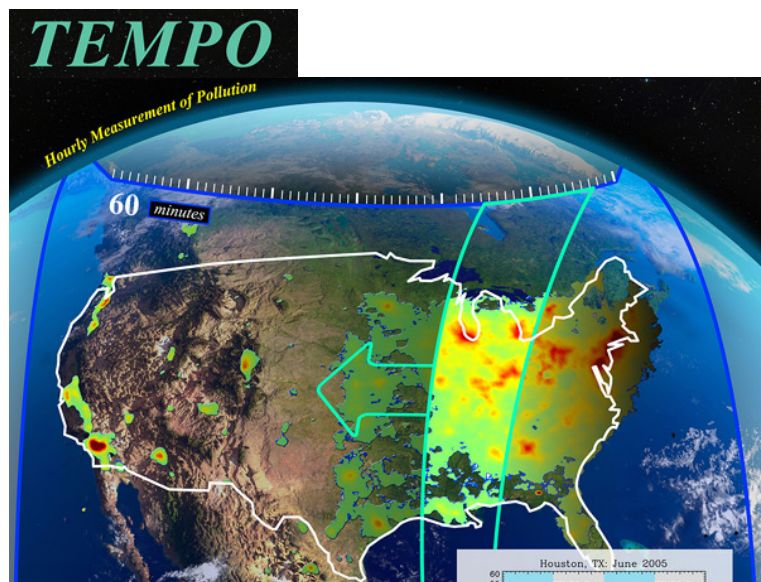 TEMPO
Hourly Measurement of Pollution
60 minutes
Houston, TX: June 2005
60